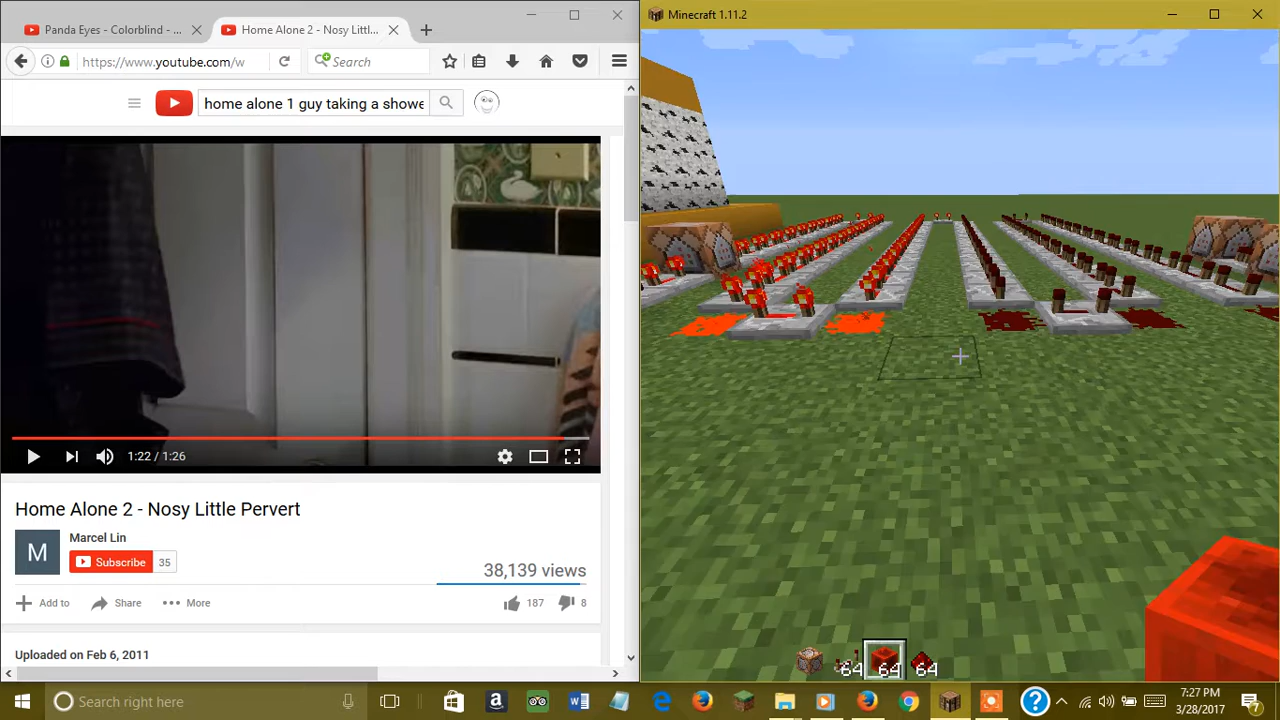 Panda Eyes - Colorblind - ...
Home Alone 2 - Nosy Little...
Minecraft 1.11.2
https://www.youtube.com/w
Search
home alone 1 guy taking a showe
1:22 / 1:26
Home Alone 2 - Nosy Little Pervert
M
Marcel Lin
Subscribe 35
38,139 views
Add to
Share
More
187
8
Uploaded on Feb 6, 2011
64 64 64
Search right here
7:27 PM
3/28/2017
7